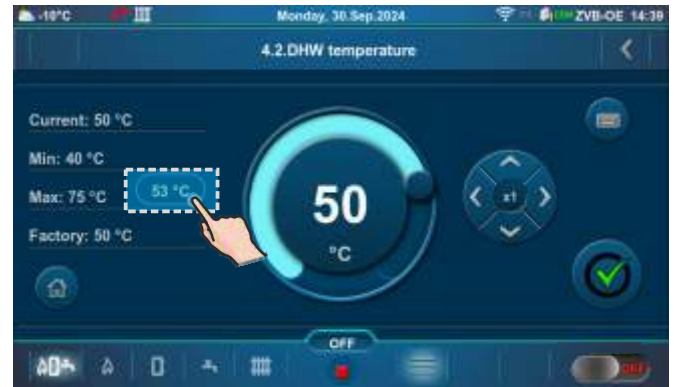 -10°C Monday, 30.Sep.2024 ZVB-OE 14:39
4.2.DHW temperature
Current: 50 °C
Min: 40 °C
Max: 75 °C 53 °C
Factory: 50 °C
50
°C
x1
OFF
OFF